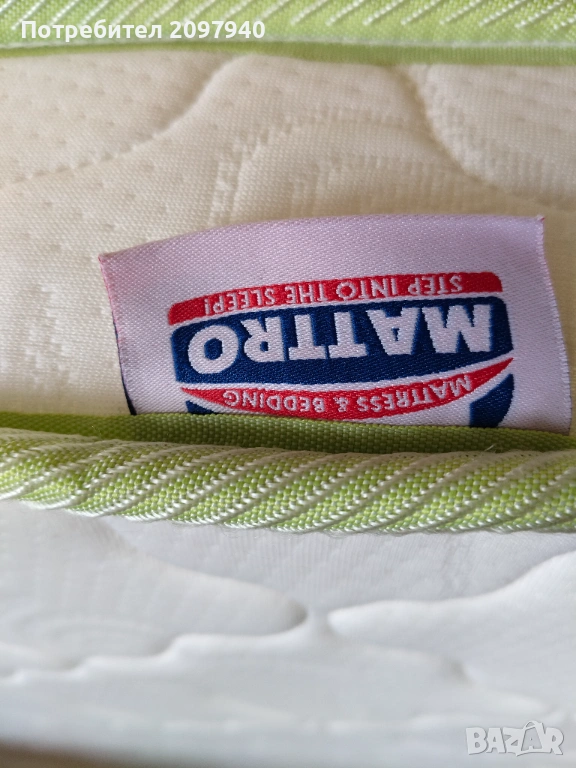 Потребител 2097940
MATTRESS & BEDDING
MATTRO
STEP INTO THE SLEEP!
BAZAR